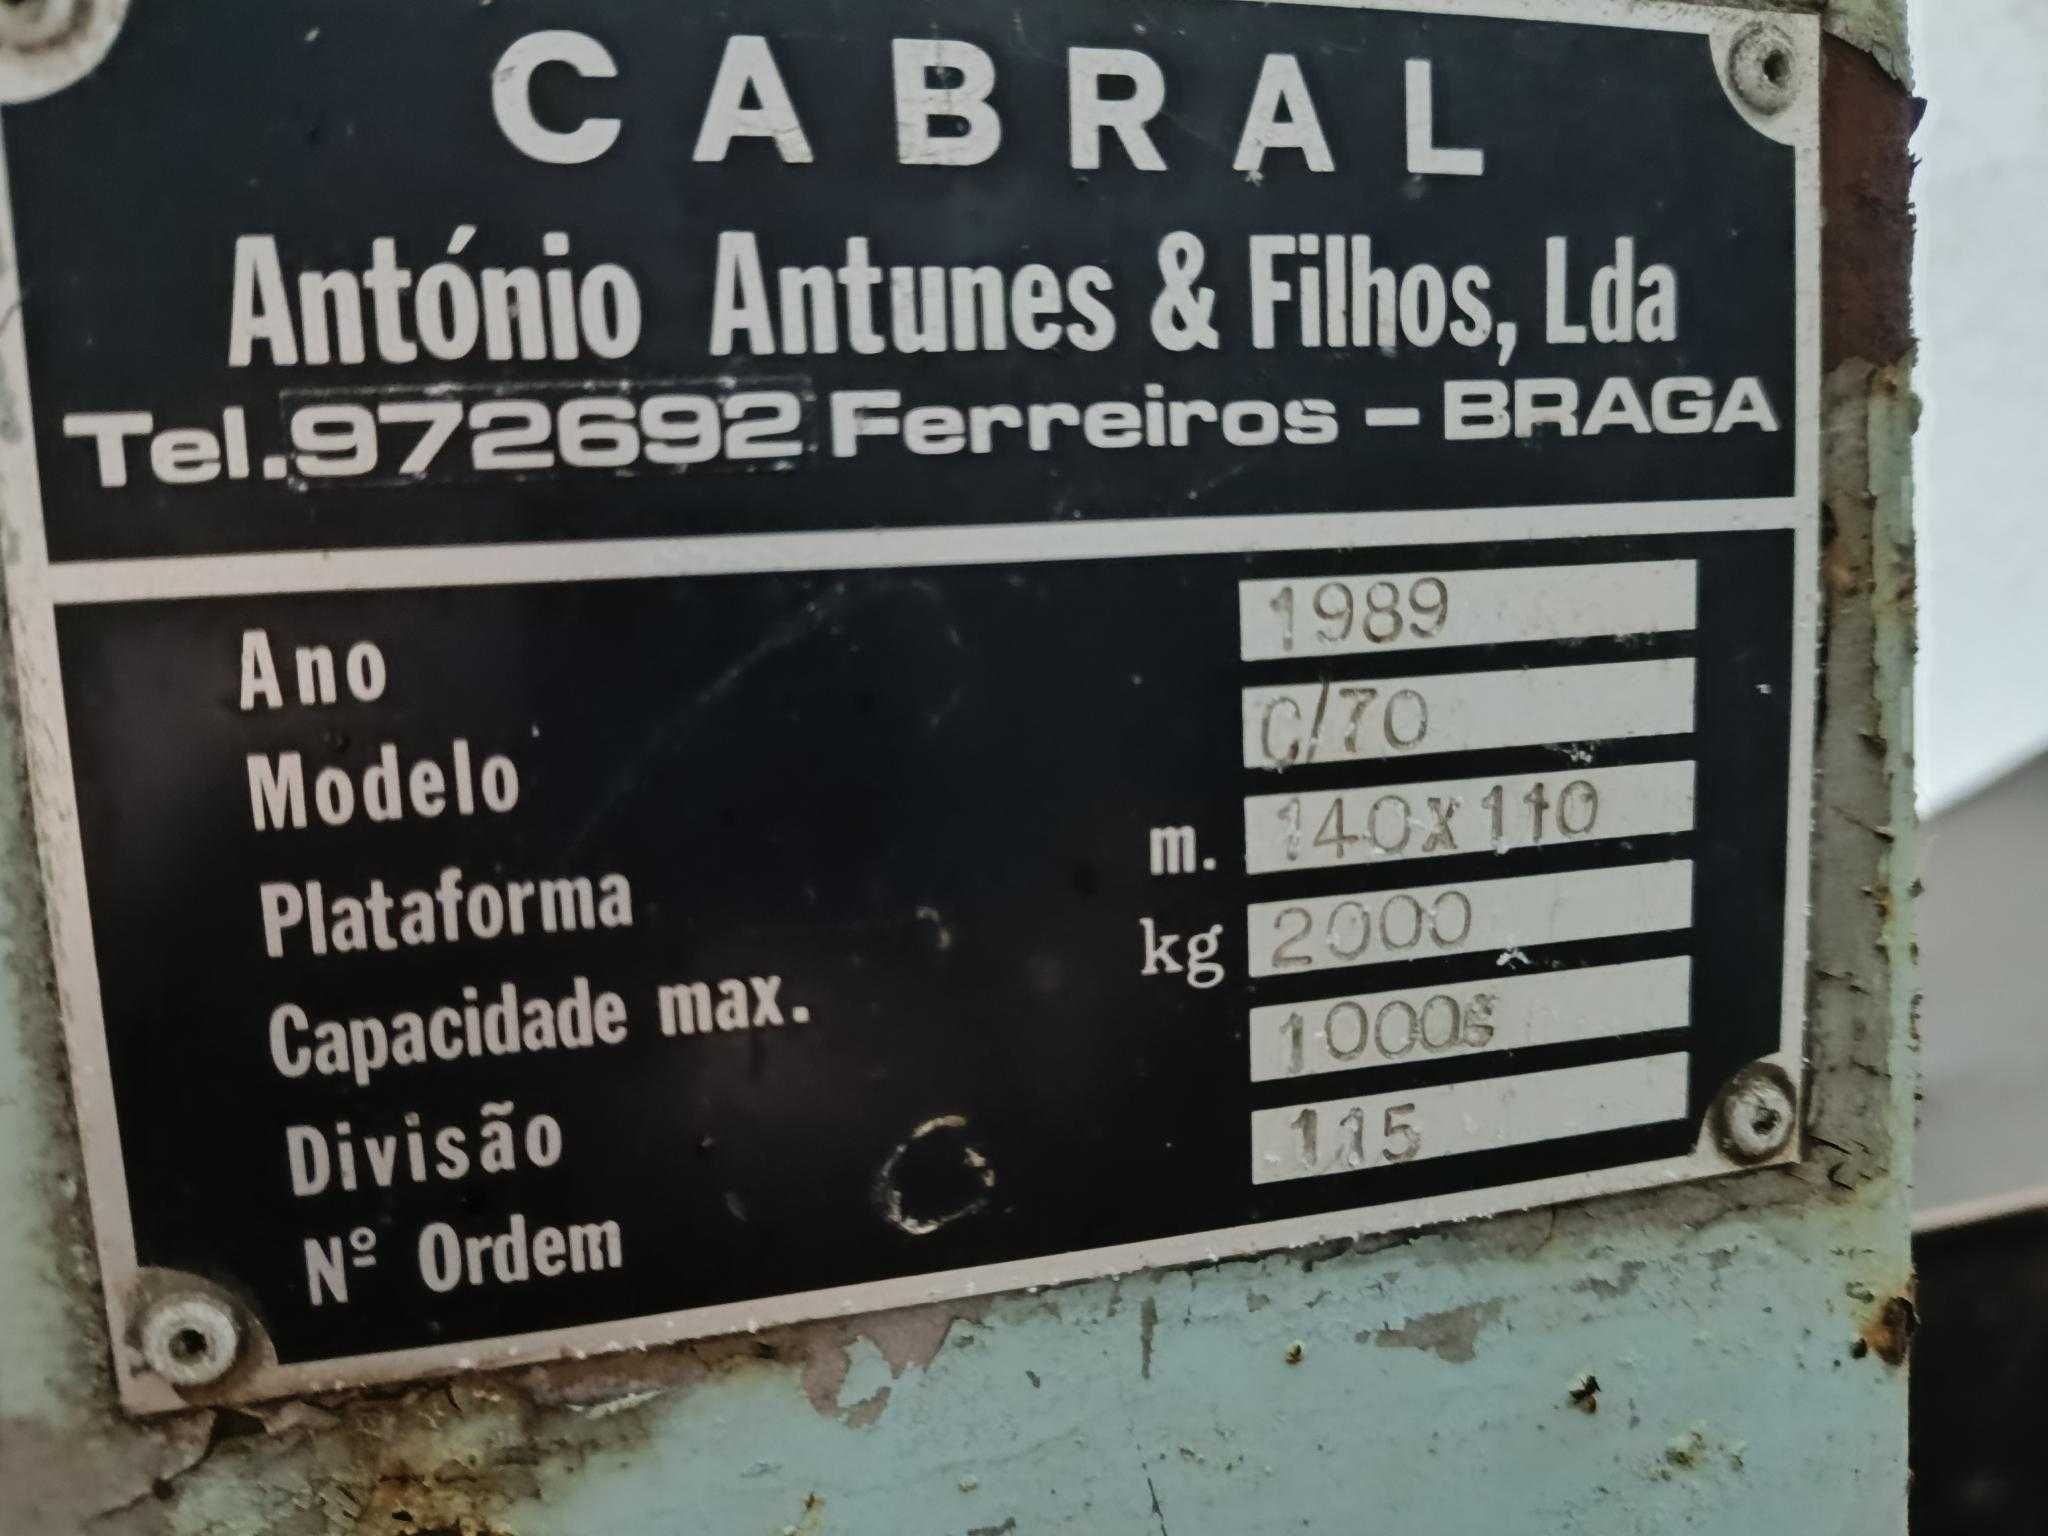 CABRAL
António Antunes & Filhos, Lda
Tel.972692 Ferreiros - BRAGA
Ano 1989
Modelo C/70
Plataforma m. 140X110
Capacidade max. kg 2000
Divisão 1000G
Nº Ordem 115